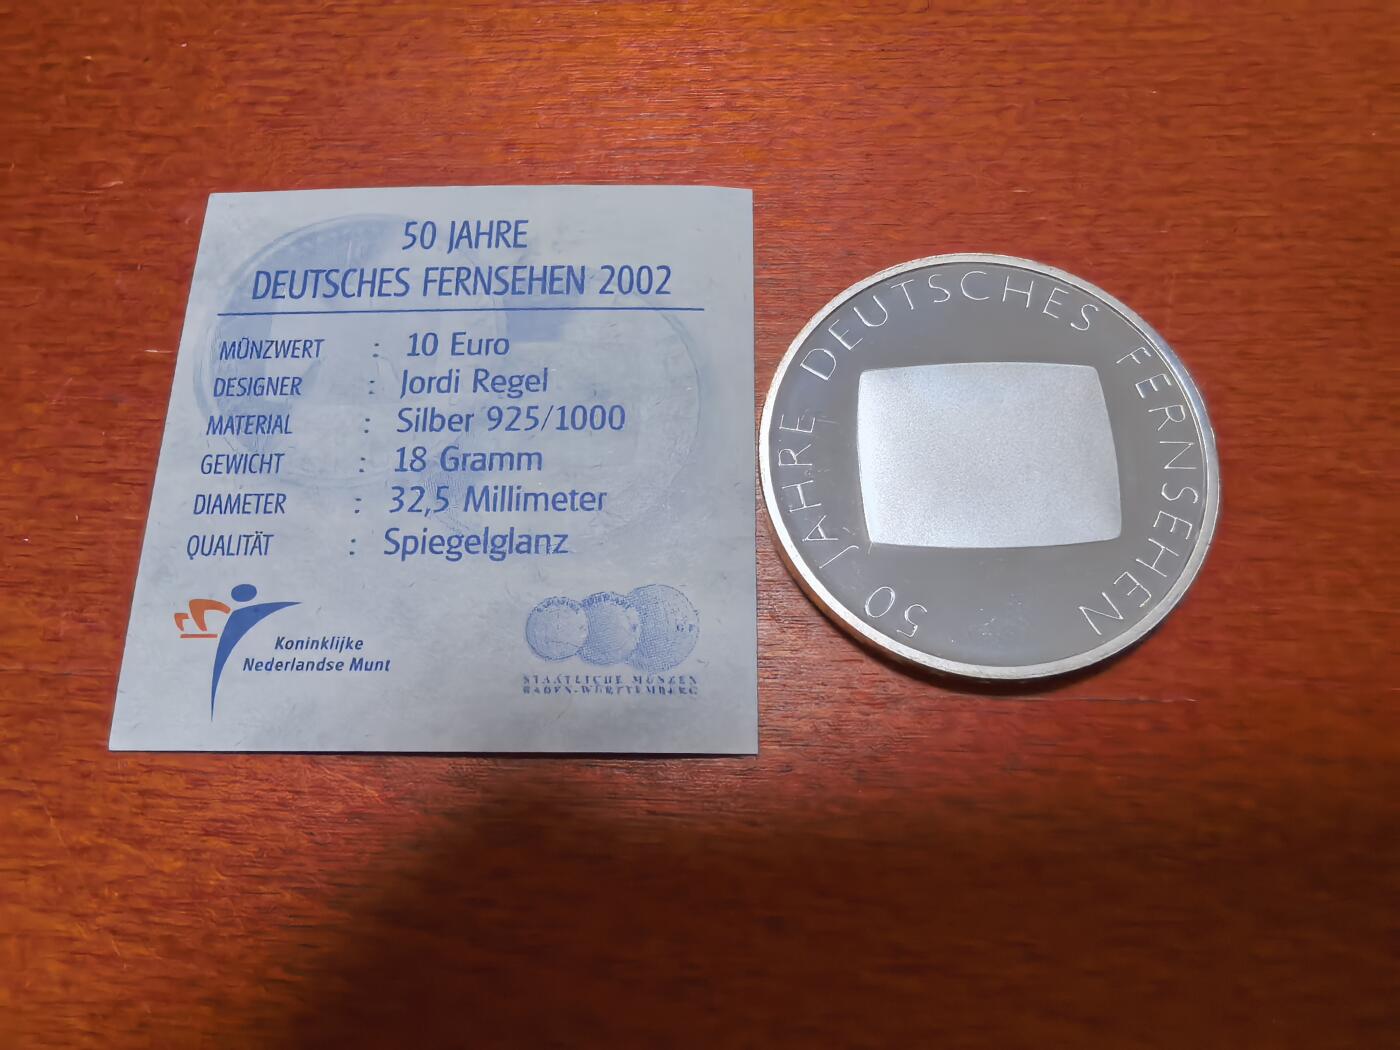 50 JAHRE
DEUTSCHES FERNSEHEN 2002
MÜNZWERT : 10 Euro
DESIGNER : Jordi Regel
MATERIAL : Silber 925/1000
GEWICHT : 18 Gramm
DIAMETER : 32,5 Millimeter
QUALITÄT : Spiegelglanz
Koninklijke
Nederlandse Munt
STAATLICHE MÜNZEN
BADEN-WÜRTTEMBERG
50 JAHRE DEUTSCHES FERNSEHEN